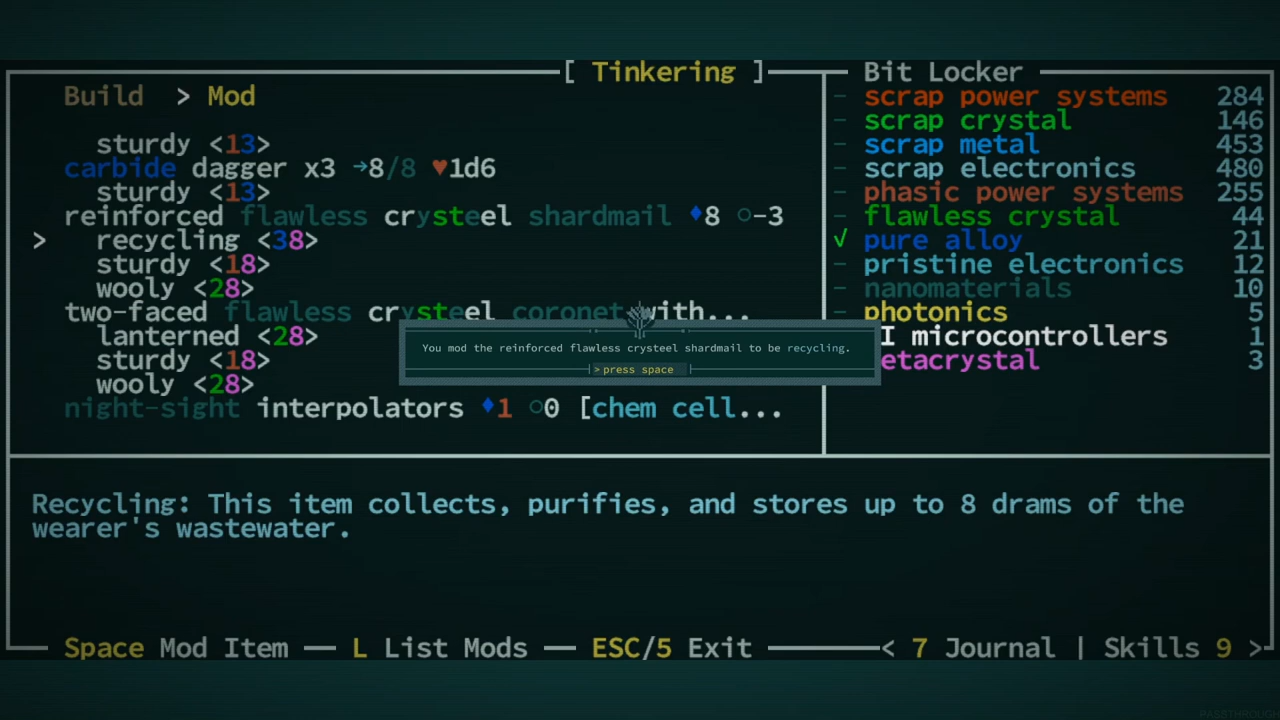 [ Tinkering ]
Bit Locker
Build > Mod
- scrap power systems 284
- scrap crystal 146
sturdy <13>
- scrap metal 453
carbide dagger x3 →8/8 ♥1d6
- scrap electronics 480
sturdy <13>
- phasic power systems 255
reinforced flawless crysteel shardmail ♦8 ○-3
- flawless crystal 44
> recycling <38>
√ pure alloy 21
sturdy <18>
- pristine electronics 12
wooly <28>
- nanomaterials 10
two-faced flawless crysteel coronet with...
photonics 5
lanterned <28>
I microcontrollers 1
sturdy <18>
etacrystal 3
wooly <28>
night-sight interpolators ♦1 ○0 [chem cell...
You mod the reinforced flawless crysteel shardmail to be recycling.
> press space
Recycling: This item collects, purifies, and stores up to 8 drams of the
wearer's wastewater.
Space Mod Item — L List Mods — ESC/5 Exit
< 7 Journal | Skills 9 >